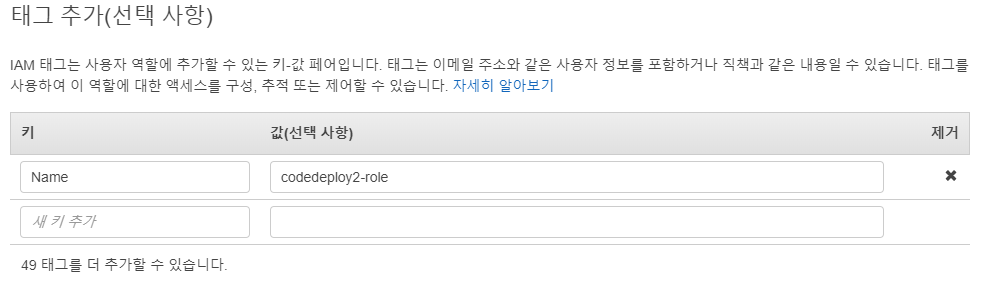 태그 추가(선택 사항)
IAM 태그는 사용자 역할에 추가할 수 있는 키-값 페어입니다. 태그는 이메일 주소와 같은 사용자 정보를 포함하거나 직책과 같은 내용일 수 있습니다. 태그를
사용하여 이 역할에 대한 액세스를 구성, 추적 또는 제어할 수 있습니다. 자세히 알아보기
키 값(선택 사항) 제거
Name codedeploy2-role ✖
새 키 추가
49 태그를 더 추가할 수 있습니다.